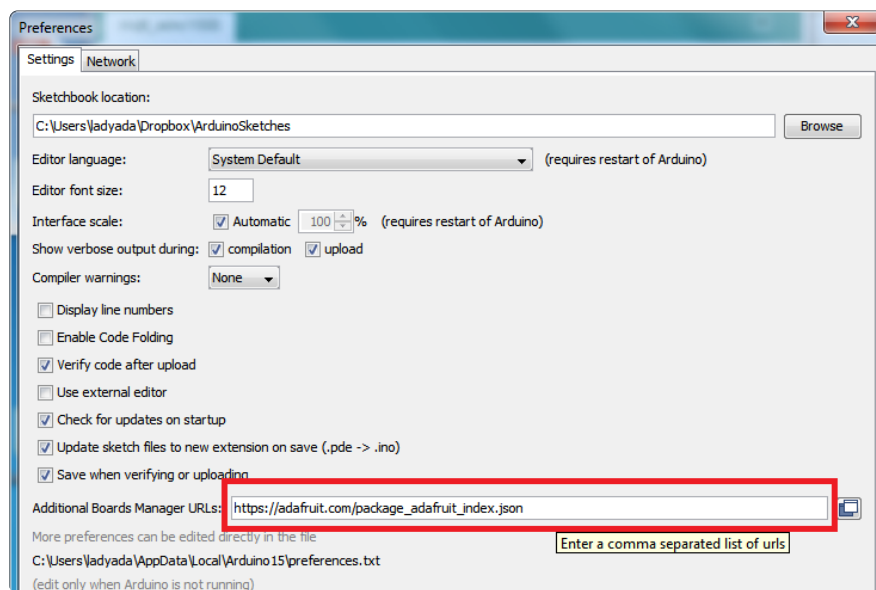 Preferences
Settings Network
Sketchbook location:
C:\Users\ladyada\Dropbox\ArduinoSketches Browse
Editor language: System Default (requires restart of Arduino)
Editor font size: 12
Interface scale: Automatic 100 % (requires restart of Arduino)
Show verbose output during: compilation upload
Compiler warnings: None
Display line numbers
Enable Code Folding
Verify code after upload
Use external editor
Check for updates on startup
Update sketch files to new extension on save (.pde -> .ino)
Save when verifying or uploading
Additional Boards Manager URLs: https://adafruit.com/package_adafruit_index.json
More preferences can be edited directly in the file
Enter a comma separated list of urls
C:\Users\ladyada\AppData\Local\Arduino15\preferences.txt
(edit only when Arduino is not running)